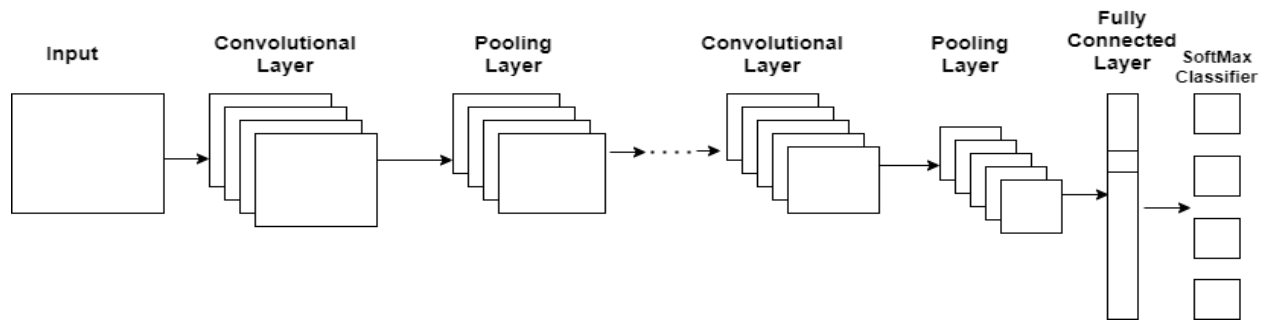 Input
Convolutional
Layer
Pooling
Layer
Convolutional
Layer
Pooling
Layer
Fully
Connected
Layer
SoftMax
Classifier